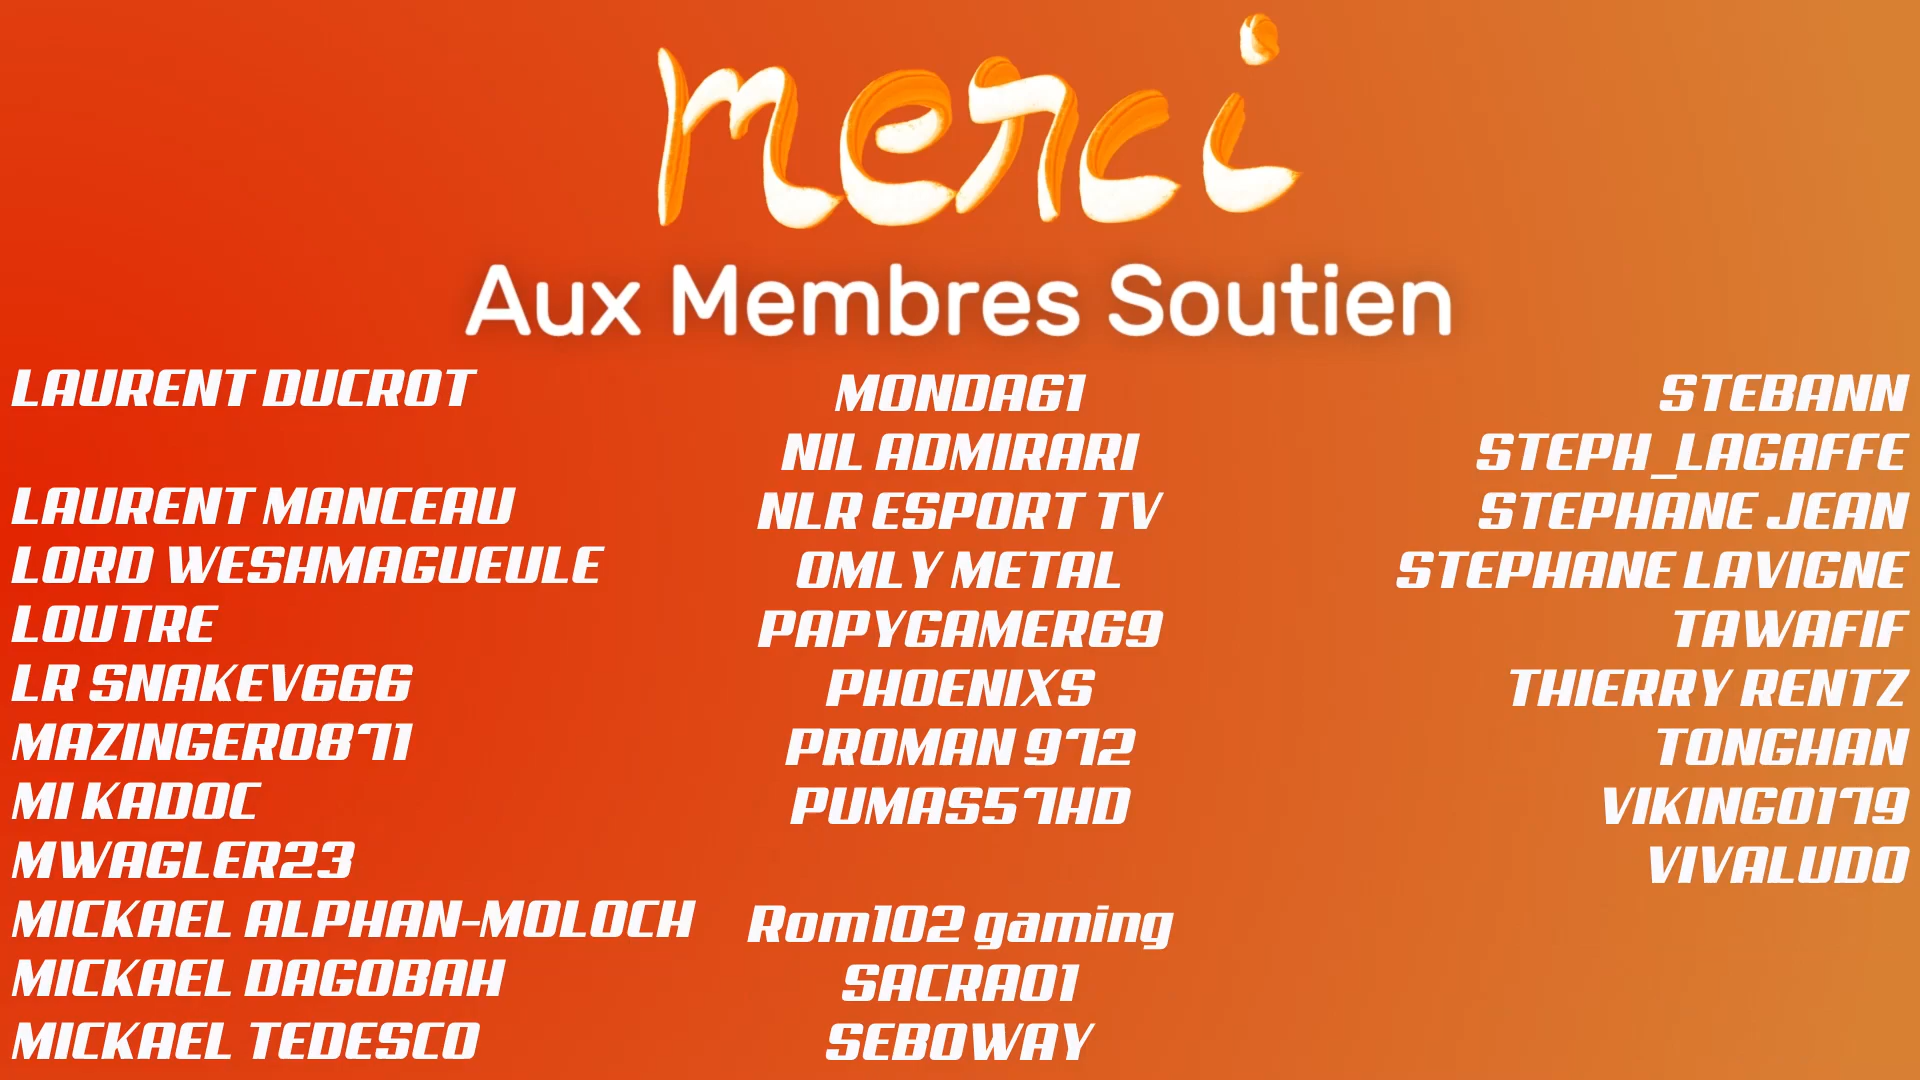 merci
Aux Membres Soutien
LAURENT DUCROT
LAURENT MANCEAU
LORD WESHMAGUEULE
LOUTRE
LR SNAKEV666
MAZINGER0871
MI KADOC
MWAGLER23
MICKAEL ALPHAN-MOLOCH
MICKAEL DAGOBAH
MICKAEL TEDESCO
MONDA61
NIL ADMIRARI
NLR ESPORT TV
OMLY METAL
PAPYGAMER69
PHOENIXS
PROMAN 972
PUMAS57HD
Rom102 gaming
SACRA01
SEBOWAY
STEBANN
STEPH_LAGAFFE
STEPHANE JEAN
STEPHANE LAVIGNE
TAWAFIF
THIERRY RENTZ
TONGHAN
VIKING0179
VIVALUDO